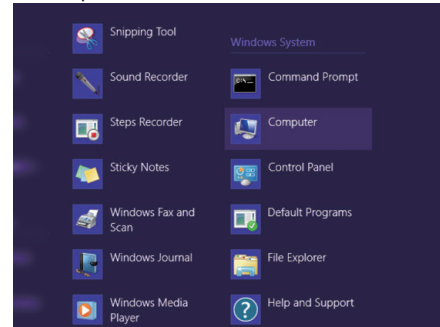 Snipping Tool
Sound Recorder
Steps Recorder
Sticky Notes
Windows Fax and
Scan
Windows Journal
Windows Media
Player
Windows System
Command Prompt
Computer
Control Panel
Default Programs
File Explorer
Help and Support